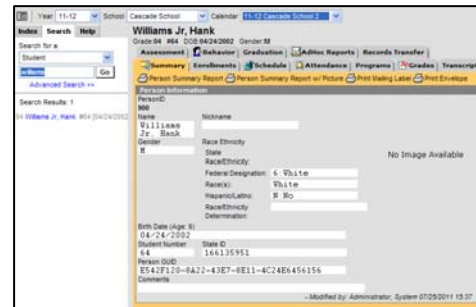 Year 11-12 School Cascade School Calendar 11-12 Cascade School 2
Index Search Help
Search for a:
Student
williams Go
Advanced Search >>
Search Results: 1
Williams Jr, Hank #64 [04/24/2002
Williams Jr, Hank
Grade:04 #64 DOB:04/24/2002 Gender:M
Assessment Behavior Graduation AdHoc Reports Records Transfer
Summary Enrollments Schedule Attendance Programs Grades Transcript
Person Summary Report Person Summary Report w/ Picture Print Mailing Label Print Envelope
Person Information
PersonID
Name Nickname
Williams
Jr, Hank
Gender Race Ethnicity
M State
Race/Ethnicity:
Federal Designation: 6:White
Race(s): White
Hispanic/Latino: N:No
Race/Ethnicity
Determination:
No Image Available
Birth Date (Age: 9)
04/24/2002
Student Number State ID
64 166135951
Person GUID
E542F120-8A22-43E7-8E11-4C24E6456156
Comments
- Modified by: Administrator, System 07/25/2011 15:37